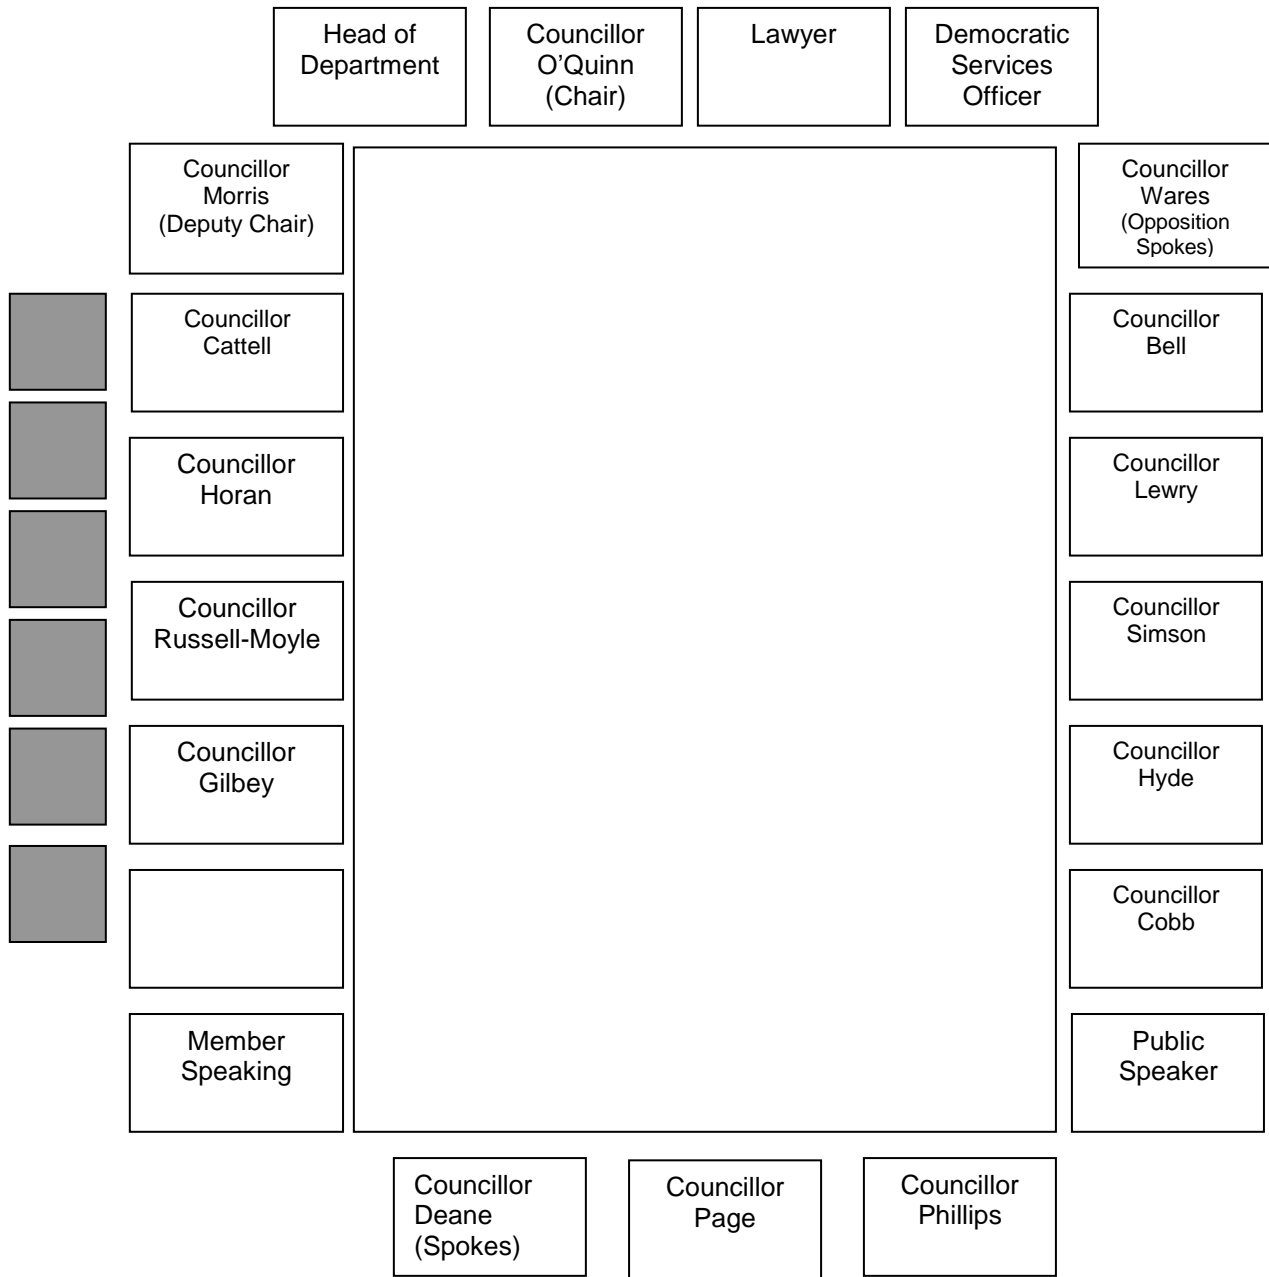 Head of
Department
Councillor
O’Quinn
(Chair)
Lawyer
Democratic
Services
Officer
Councillor
Morris
(Deputy Chair)
Councillor
Wares
(Opposition
Spokes)
Councillor
Cattell
Councillor
Bell
Councillor
Horan
Councillor
Lewry
Councillor
Russell-Moyle
Councillor
Simson
Councillor
Gilbey
Councillor
Hyde
Councillor
Cobb
Member
Speaking
Public
Speaker
Councillor
Deane
(Spokes)
Councillor
Page
Councillor
Phillips